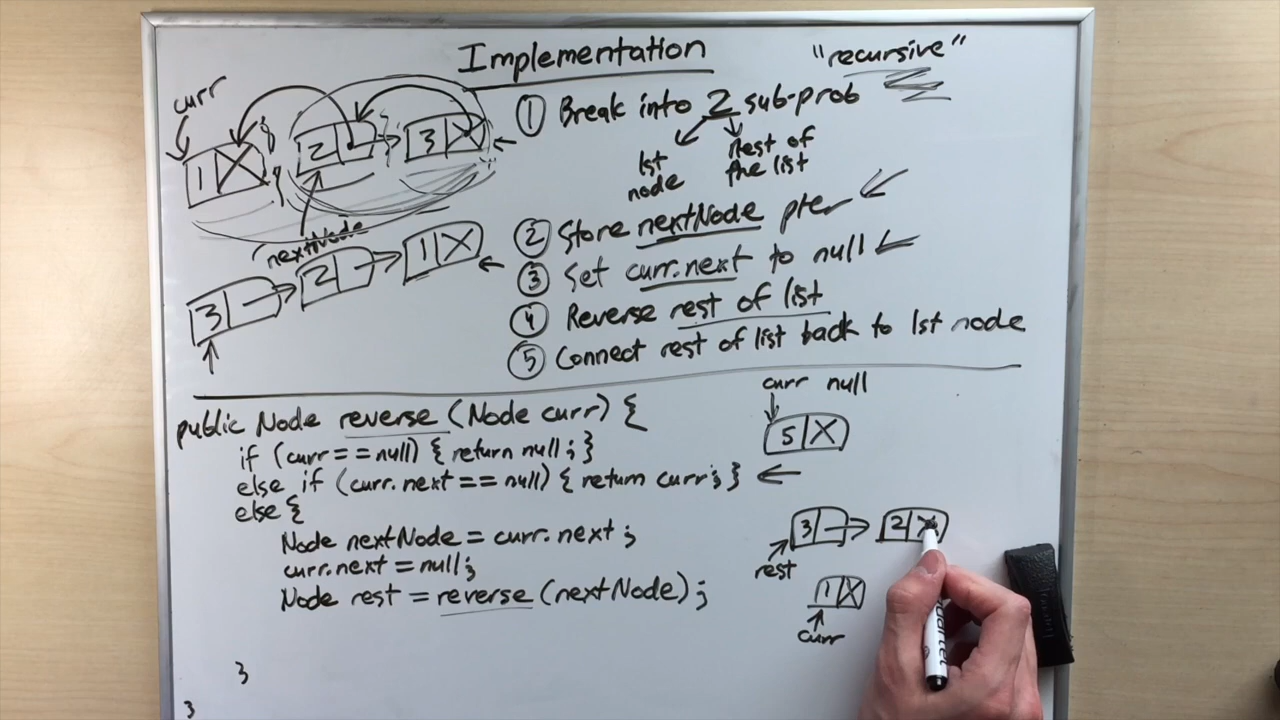 Implementation
"recursive"
curr
1 X 2 3 X
nextNode
3 2 1 X
① Break into 2 sub-prob
1st node
Rest of the list
② Store nextNode pter
③ Set curr.next to null
④ Reverse rest of list
⑤ Connect rest of list back to 1st node
public Node reverse (Node curr) {
if (curr == null) { return null; }
else if (curr.next == null) { return curr; }
else {
Node nextNode = curr.next;
curr.next = null;
Node rest = reverse (nextNode);
}
}
curr null
5 X
3 2 X
rest
1 X
curr